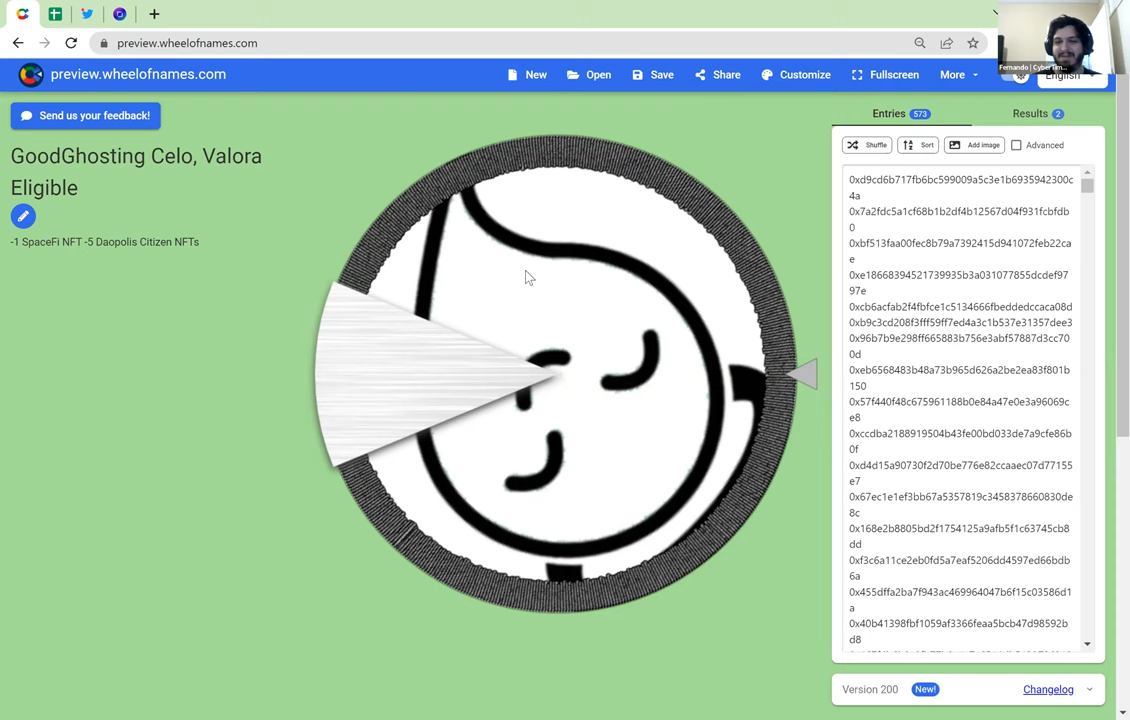 preview.wheelofnames.com
preview.wheelofnames.com
New
Open
Save
Share
Customize
Fullscreen
More
English
Fernando | Cyber
Send us your feedback!
GoodGhosting Celo, Valora
Eligible
-1 SpaceFi NFT -5 Daopolis Citizen NFTs
Entries 573
Results 2
Shuffle
Sort
Add image
Advanced
0xd9cd6b717fb6bc599009a5c3e1b6935942300c
4a
0x7a2fdc5a1cf68b1b2df4b12567d04f931fcbfdb
0
0xbf513faa00fec8b79a7392415d941072feb22ca
e
0xe18668394521739935b3a031077855dcdef97
97e
0xcb6acfab2f4fbfce1c5134666fbeddedccaca08d
0xb9c3cd208f3fff59ff7ed4a3c1b537e31357dee3
0x96b7b9e298ff665883b756e3abf57887d3cc70
0d
0xeb6568483b48a73b965d626a2be2ea83f801b
150
0x57f440f48c675961188b0e84a47e0e3a96069c
e8
0xccdba2188919504b43fe00bd033de7a9cfe86b
0f
0xd4d15a90730f2d70be776e82ccaaec07d77155
e7
0x67ec1e1ef3bb67a5357819c3458378660830de
8c
0x168e2b8805bd2f1754125a9afb5f1c63745cb8
dd
0xf3c6a11ce2eb0fd5a7eaf5206dd4597ed66bdb
6a
0x455dffa2ba7f943ac469964047b6f15c03586d1
a
0x40b41398fbf1059af3366feaa5bcb47d98592b
d8
Version 200 New!
Changelog